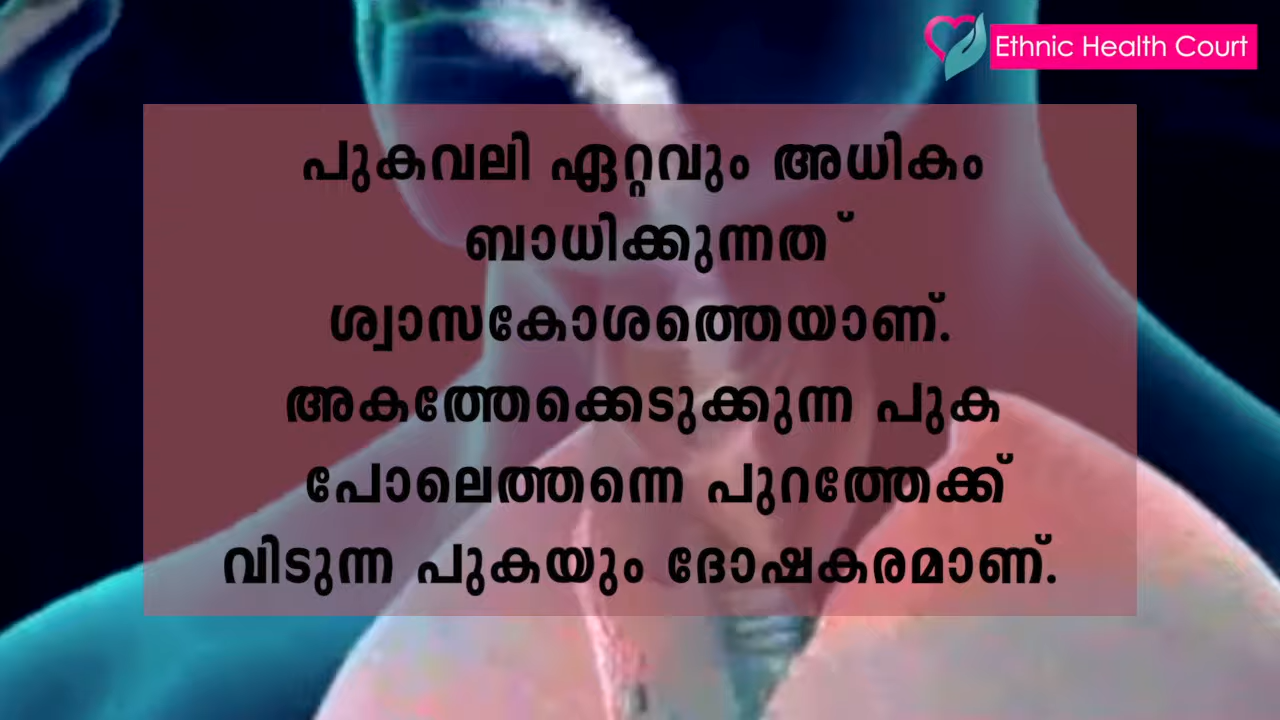 Ethnic Health Court
പുകവലി ഏറ്റവും അധികം
ബാധിക്കുന്നത്
ശ്വാസകോശത്തെയാണ്.
അകത്തേക്കെടുക്കുന്ന പുക
പോലെത്തന്നെ പുറത്തേക്ക്
വിടുന്ന പുകയും ദോഷകരമാണ്.